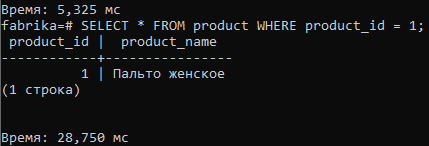 Время: 5,325 мс
fabrika=# SELECT * FROM product WHERE product_id = 1;
 product_id |  product_name
------------+----------------
          1 | Пальто женское
(1 строка)
Время: 28,750 мс